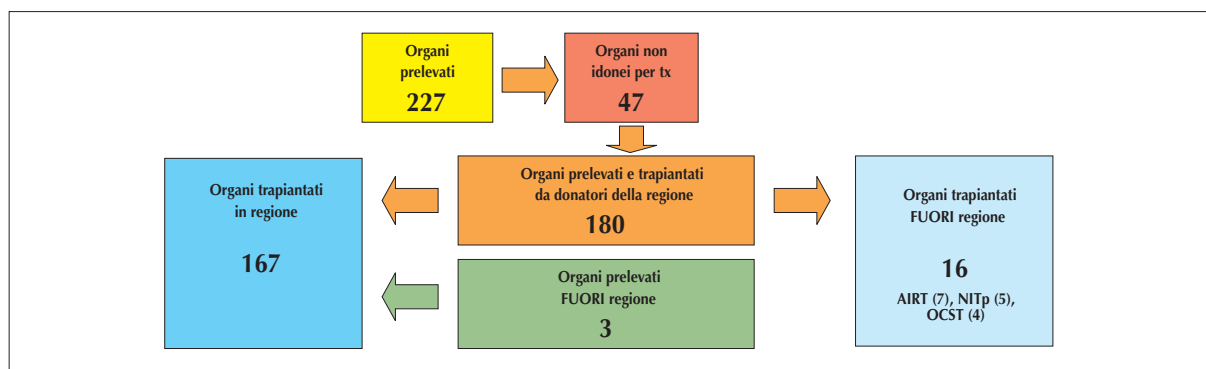 Organi
prelevati
227
Organi non
idonei per tx
47
Organi trapiantati
in regione
167
Organi prelevati e trapiantati
da donatori della regione
180
Organi prelevati
FUORI regione
3
Organi trapiantati
FUORI regione
16
AIRT (7), NITp (5),
OCST (4)